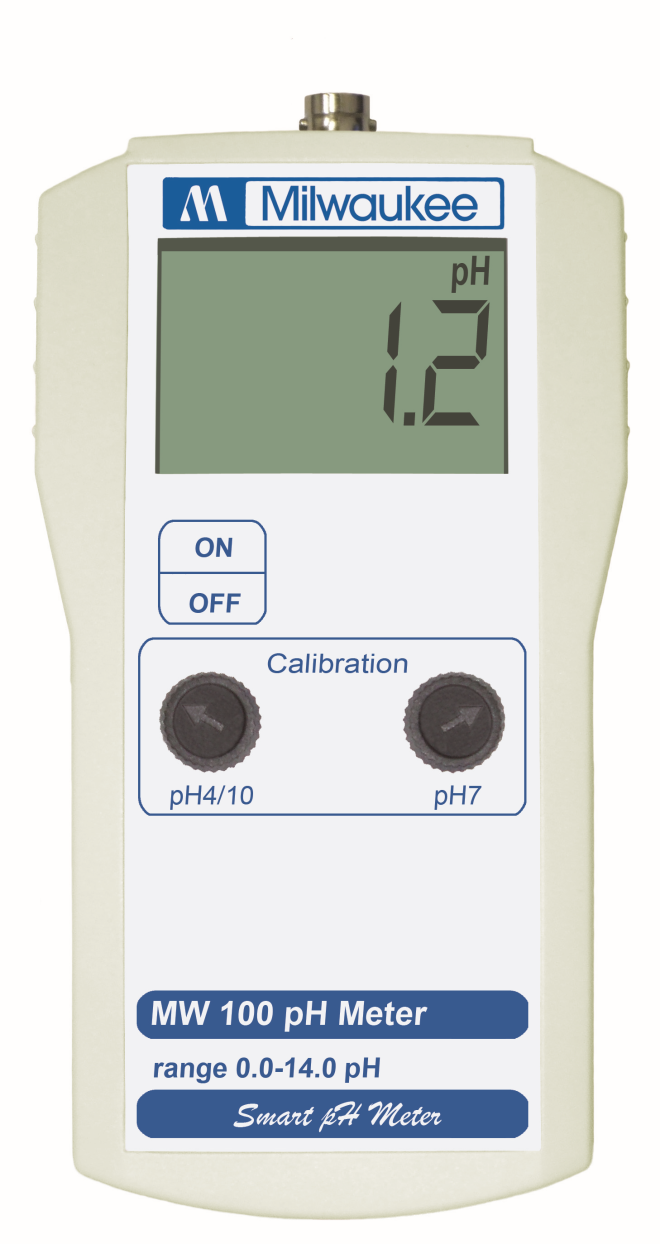 Milwaukee
pH
1.2
ON
OFF
Calibration
pH4/10 pH7
MW 100 pH Meter
range 0.0-14.0 pH
Smart pH Meter